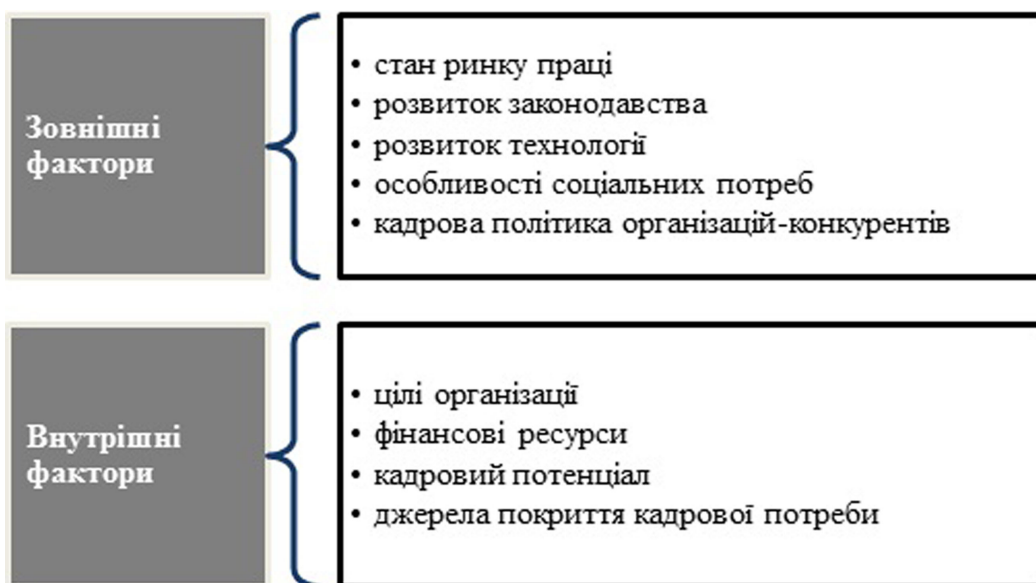 Зовнішні
фактори
• стан ринку праці
• розвиток законодавства
• розвиток технології
• особливості соціальних потреб
• кадрова політика організацій-конкурентів
Внутрішні
фактори
• цілі організації
• фінансові ресурси
• кадровий потенціал
• джерела покриття кадрової потреби